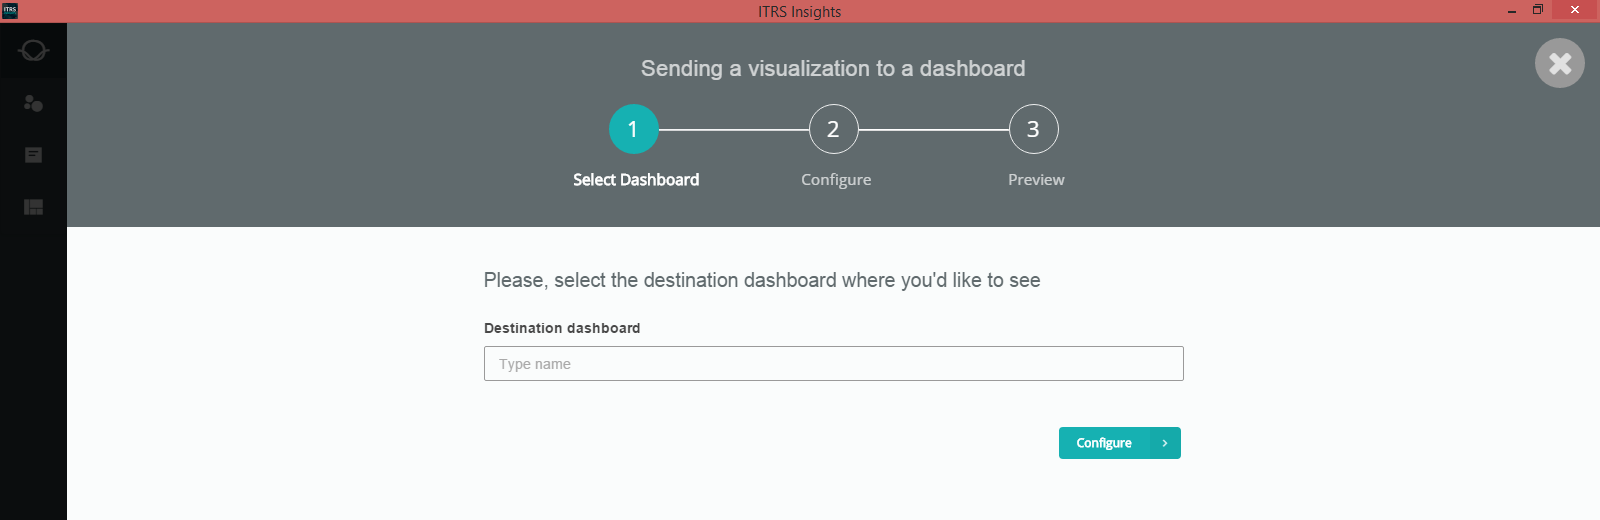 ITRS
ITRS Insights
Sending a visualization to a dashboard
1
2
3
Select Dashboard
Configure
Preview
Please, select the destination dashboard where you'd like to see
Destination dashboard
Type name
Configure